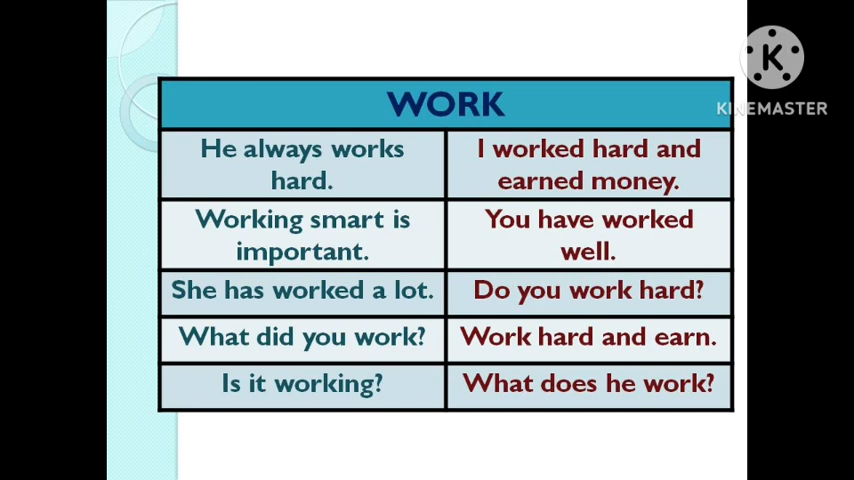 K
KINEMASTER
WORK
He always works
hard.
I worked hard and
earned money.
Working smart is
important.
You have worked
well.
She has worked a lot.
Do you work hard?
What did you work?
Work hard and earn.
Is it working?
What does he work?